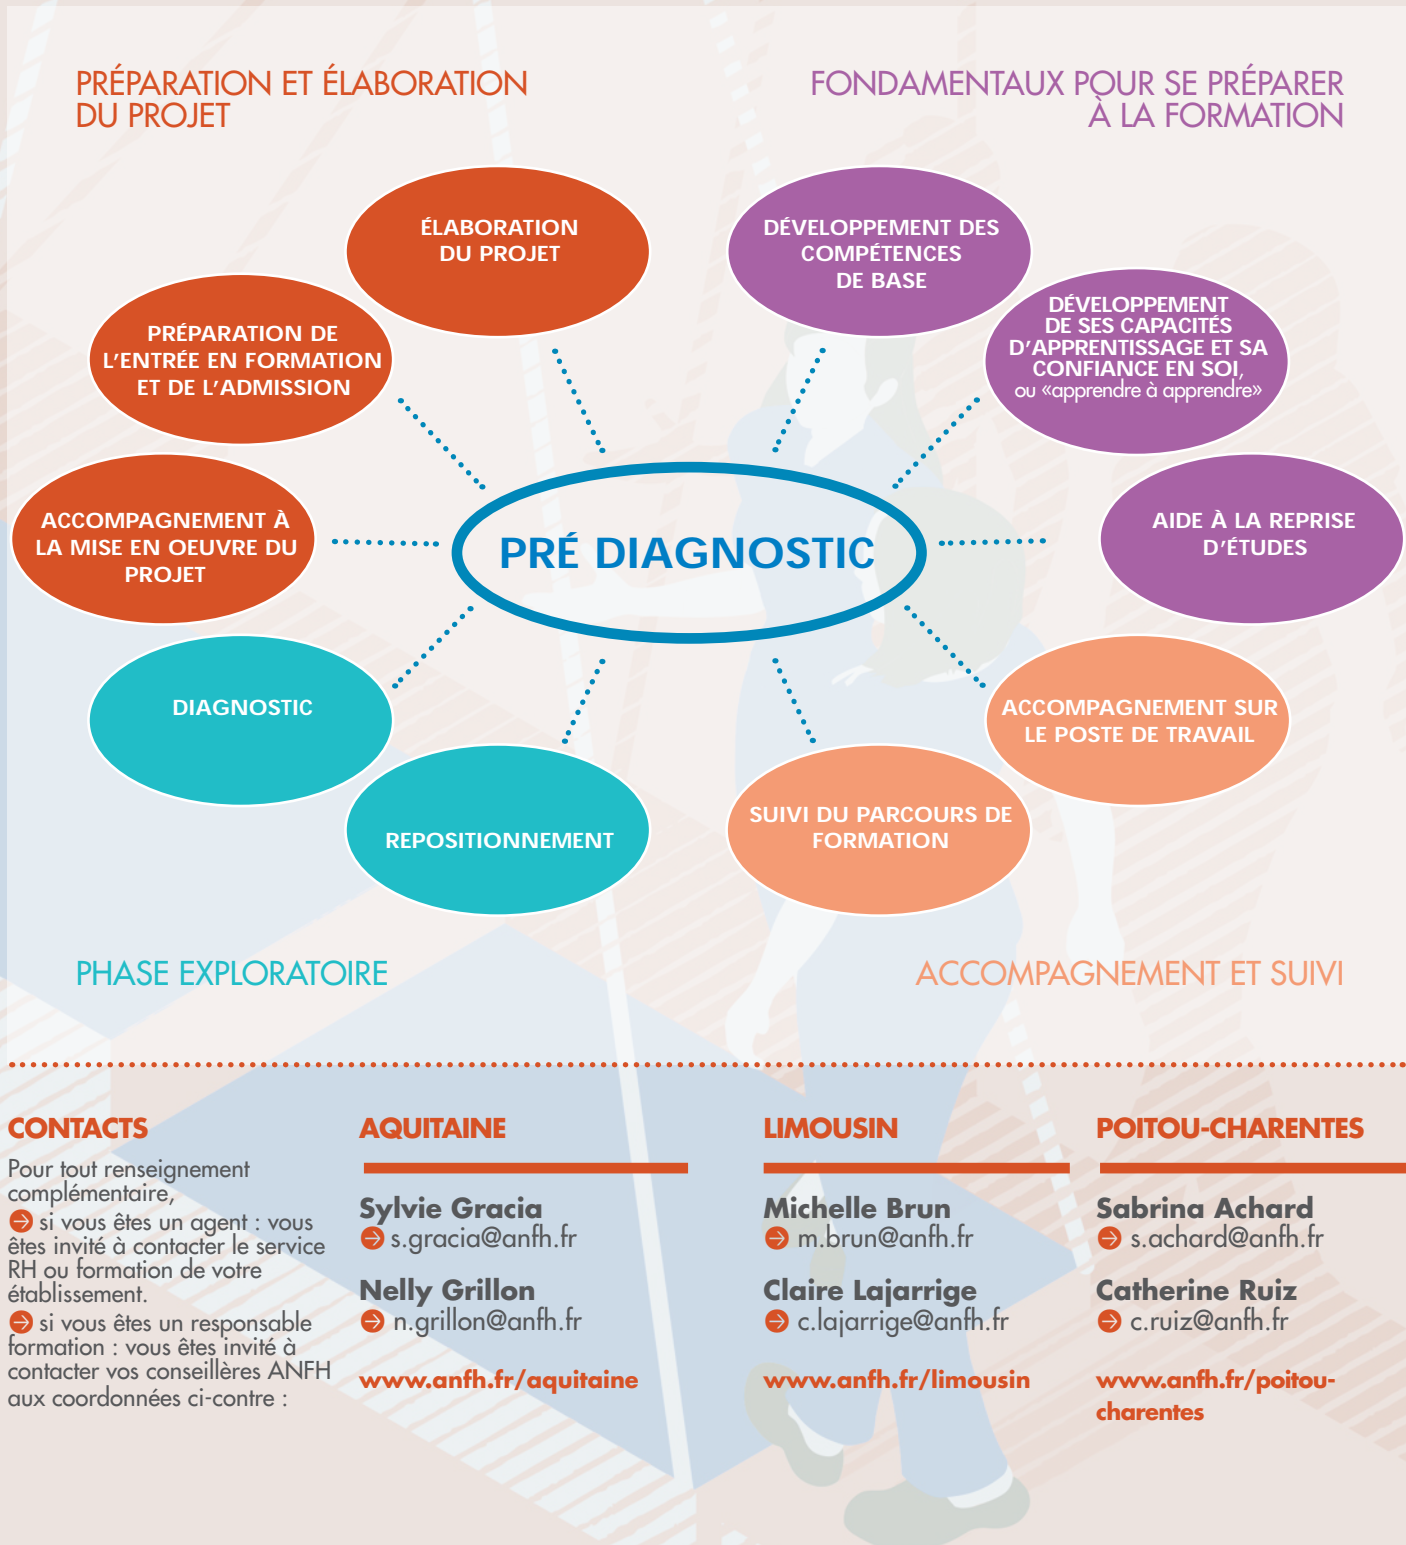 PRÉPARATION ET ÉLABORATION
DU PROJET
FONDAMENTAUX POUR SE PRÉPARER
À LA FORMATION
ÉLABORATION
DU PROJET
DÉVELOPPEMENT DES
COMPÉTENCES
DE BASE
PRÉPARATION DE
L’ENTRÉE EN FORMATION
ET DE L’ADMISSION
DÉVELOPPEMENT
DE SES CAPACITÉS
D’APPRENTISSAGE ET SA
CONFIANCE EN SOI,
ou «apprendre à apprendre»
ACCOMPAGNEMENT À
LA MISE EN OEUVRE DU
PROJET
PRÉ DIAGNOSTIC
AIDE À LA REPRISE
D’ÉTUDES
DIAGNOSTIC
ACCOMPAGNEMENT SUR
LE POSTE DE TRAVAIL
REPOSITIONNEMENT
SUIVI DU PARCOURS DE
FORMATION
PHASE EXPLORATOIRE
ACCOMPAGNEMENT ET SUIVI
CONTACTS
Pour tout renseignement
complémentaire,
si vous êtes un agent : vous
êtes invité à contacter le service
RH ou formation de votre
établissement.
si vous êtes un responsable
formation : vous êtes invité à
contacter vos conseillères ANFH
aux coordonnées ci-contre :
AQUITAINE
Sylvie Gracia
s.gracia@anfh.fr
Nelly Grillon
n.grillon@anfh.fr
www.anfh.fr/aquitaine
LIMOUSIN
Michelle Brun
m.brun@anfh.fr
Claire Lajarrige
c.lajarrige@anfh.fr
www.anfh.fr/limousin
POITOU-CHARENTES
Sabrina Achard
s.achard@anfh.fr
Catherine Ruiz
c.ruiz@anfh.fr
www.anfh.fr/poitou-
charentes